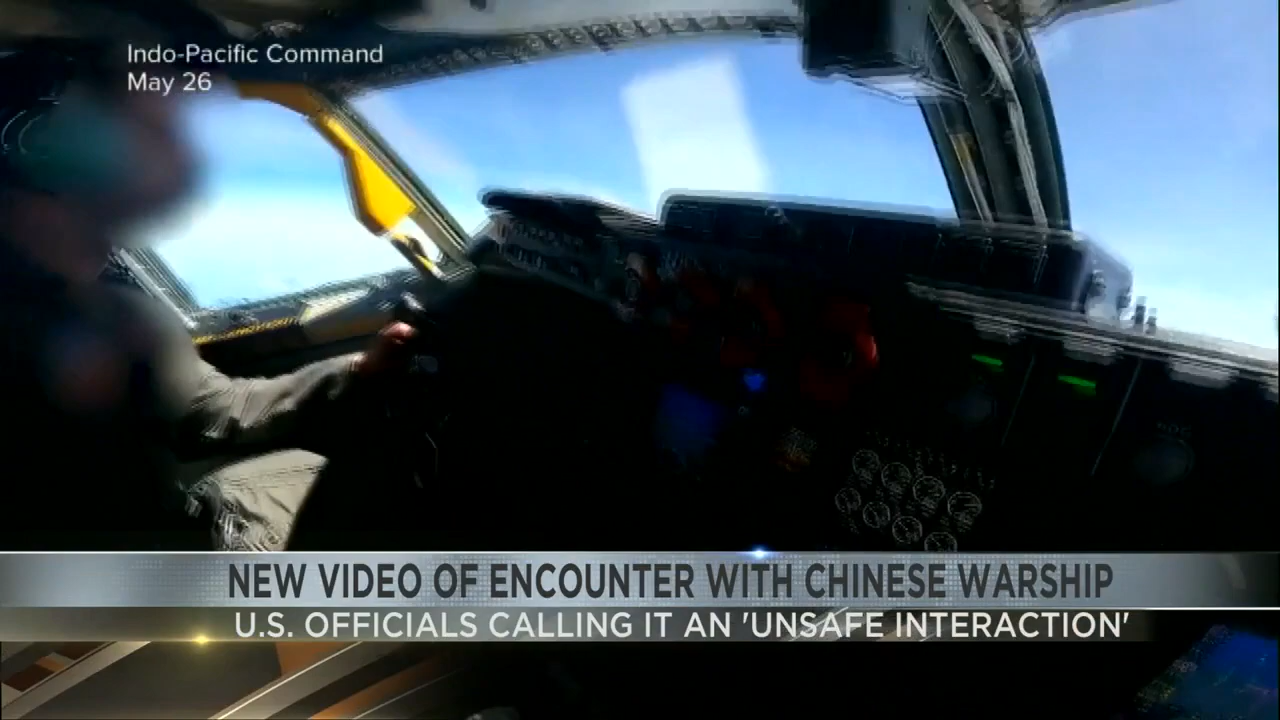 Indo-Pacific Command
May 26
NEW VIDEO OF ENCOUNTER WITH CHINESE WARSHIP
U.S. OFFICIALS CALLING IT AN 'UNSAFE INTERACTION'